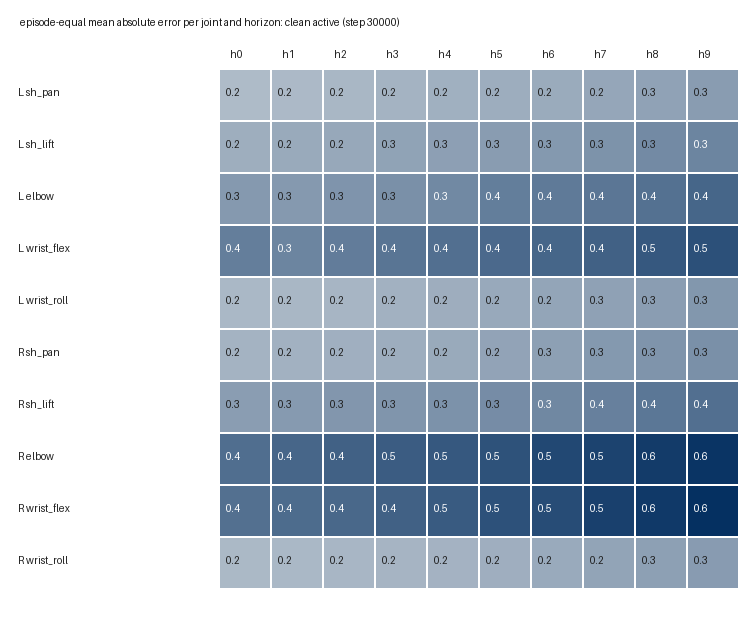 episode-equal mean absolute error per joint and horizon: clean active (step 30000)
h0 h1 h2 h3 h4 h5 h6 h7 h8 h9
L sh_pan 0.2 0.2 0.2 0.2 0.2 0.2 0.2 0.2 0.3 0.3
L sh_lift 0.2 0.2 0.2 0.3 0.3 0.3 0.3 0.3 0.3 0.3
L elbow 0.3 0.3 0.3 0.3 0.3 0.4 0.4 0.4 0.4 0.4
L wrist_flex 0.4 0.3 0.4 0.4 0.4 0.4 0.4 0.4 0.5 0.5
L wrist_roll 0.2 0.2 0.2 0.2 0.2 0.2 0.2 0.3 0.3 0.3
R sh_pan 0.2 0.2 0.2 0.2 0.2 0.2 0.3 0.3 0.3 0.3
R sh_lift 0.3 0.3 0.3 0.3 0.3 0.3 0.3 0.4 0.4 0.4
R elbow 0.4 0.4 0.4 0.5 0.5 0.5 0.5 0.5 0.6 0.6
R wrist_flex 0.4 0.4 0.4 0.4 0.5 0.5 0.5 0.5 0.6 0.6
R wrist_roll 0.2 0.2 0.2 0.2 0.2 0.2 0.2 0.2 0.3 0.3